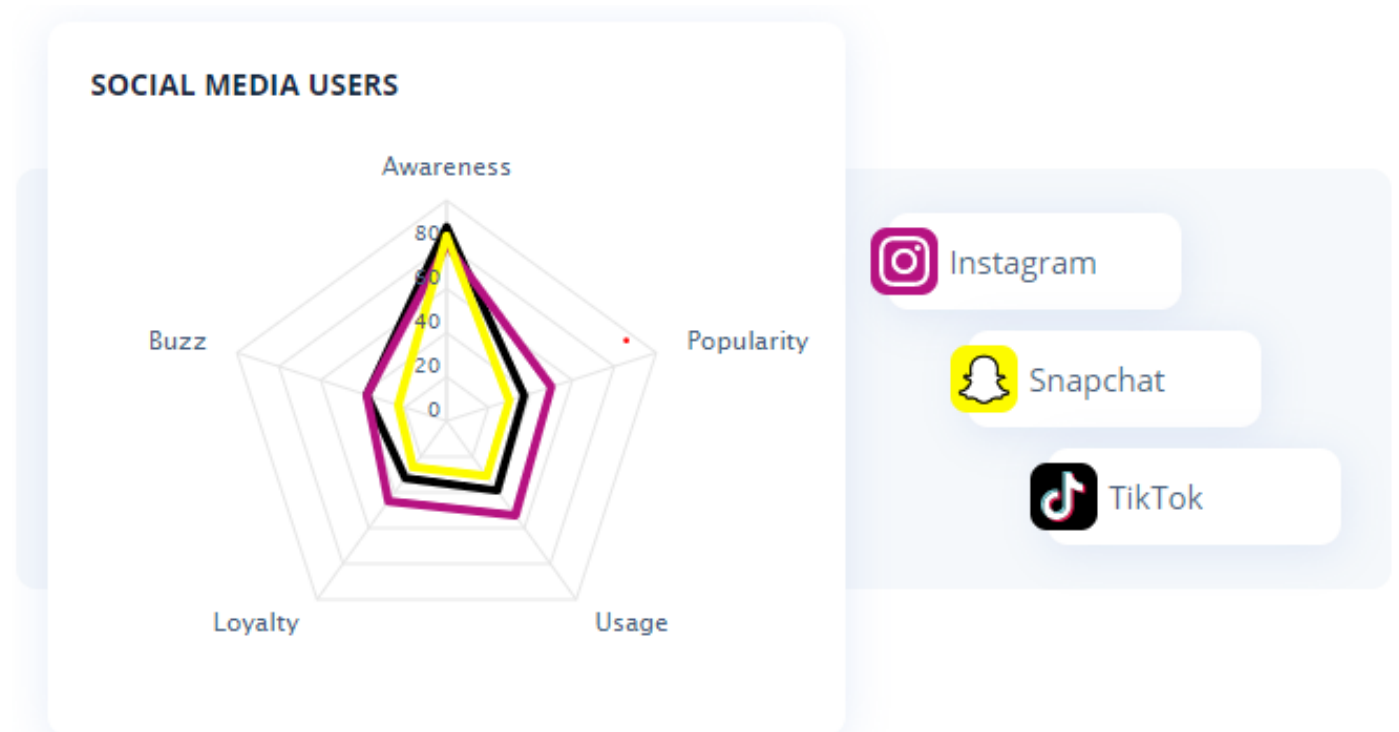 SOCIAL MEDIA USERS
Awareness
80
60
40
20
0
Buzz
Popularity
Loyalty
Usage
Instagram
Snapchat
TikTok